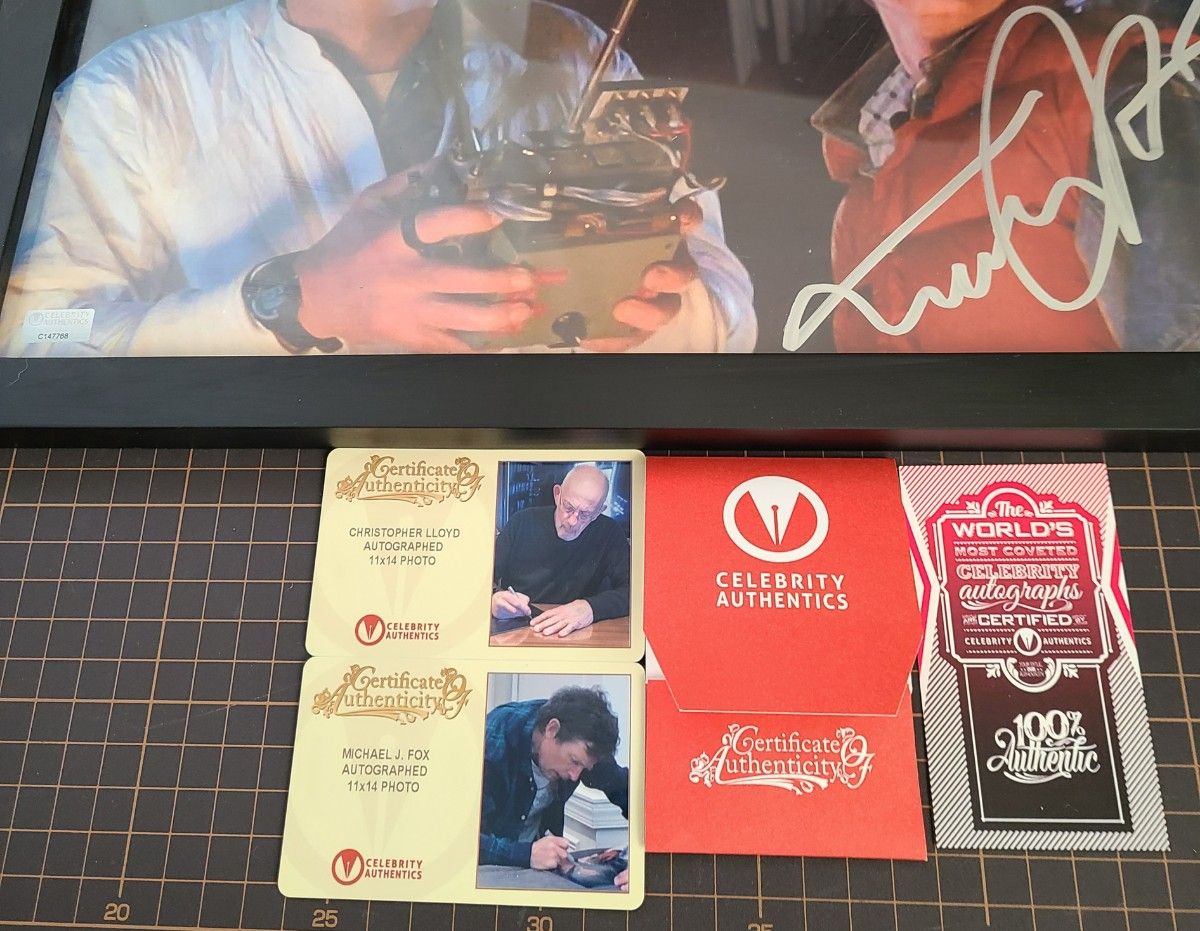 CELEBRITY
AUTHENTICS
C147768
Certificate Of
Authenticity
CHRISTOPHER LLOYD
AUTOGRAPHED
11x14 PHOTO
CELEBRITY
AUTHENTICS
Certificate Of
Authenticity
MICHAEL J. FOX
AUTOGRAPHED
11x14 PHOTO
CELEBRITY
AUTHENTICS
CELEBRITY
AUTHENTICS
Certificate Of
Authenticity
The
WORLD'S
MOST COVETED
CELEBRITY
autographs
ARE CERTIFIED BY
CELEBRITY AUTHENTICS
100%
Authentic
20
25
30